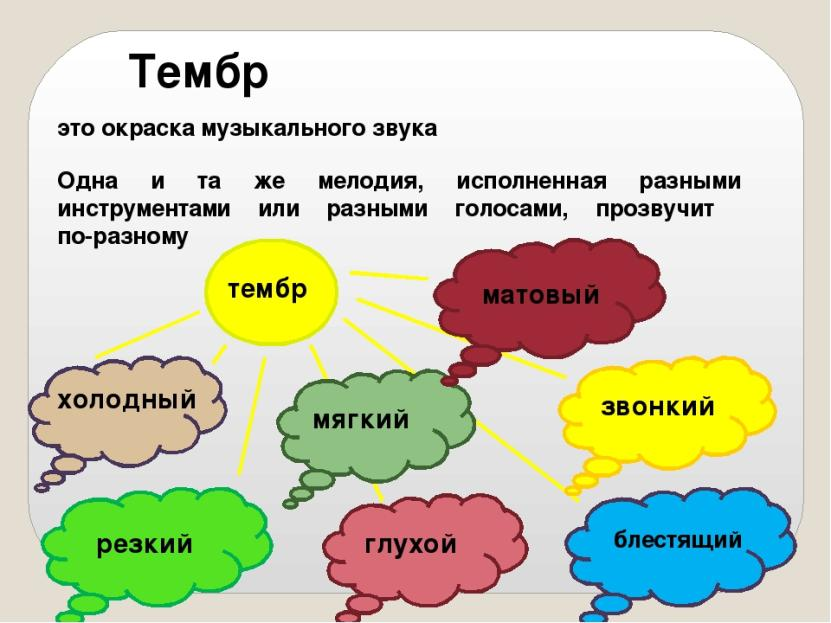 Тембр
это окраска музыкального звука
Одна и та же мелодия, исполненная разными
инструментами или разными голосами, прозвучит
по-разному
тембр
матовый
холодный
мягкий
звонкий
резкий
глухой
блестящий